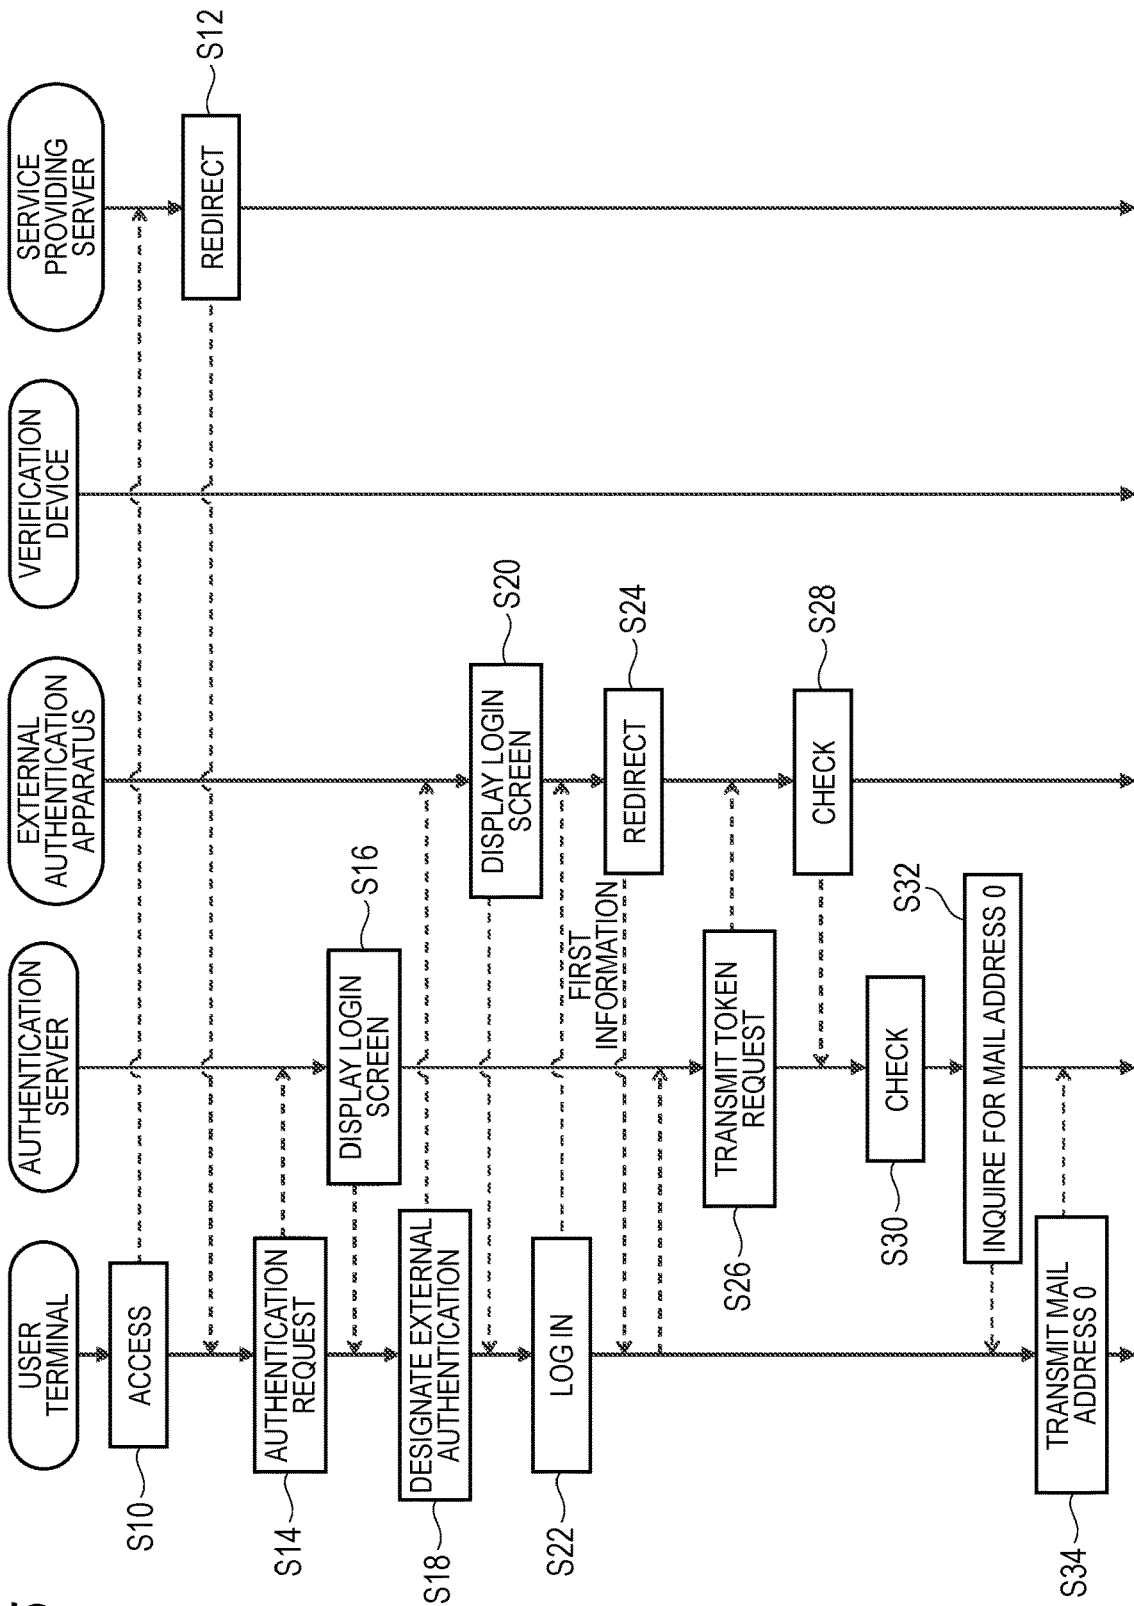 USER
TERMINAL
AUTHENTICATION
SERVER
EXTERNAL
AUTHENTICATION
APPARATUS
VERIFICATION
DEVICE
SERVICE
PROVIDING
SERVER
S10
ACCESS
REDIRECT
S12
S14
AUTHENTICATION
REQUEST
DISPLAY LOGIN
SCREEN
S16
S18
DESIGNATE EXTERNAL
AUTHENTICATION
DISPLAY LOGIN
SCREEN
S20
S22
LOG IN
FIRST
INFORMATION
REDIRECT
S24
S26
TRANSMIT TOKEN
REQUEST
CHECK
S28
S30
CHECK
INQUIRE FOR MAIL ADDRESS 0
S32
S34
TRANSMIT MAIL
ADDRESS 0